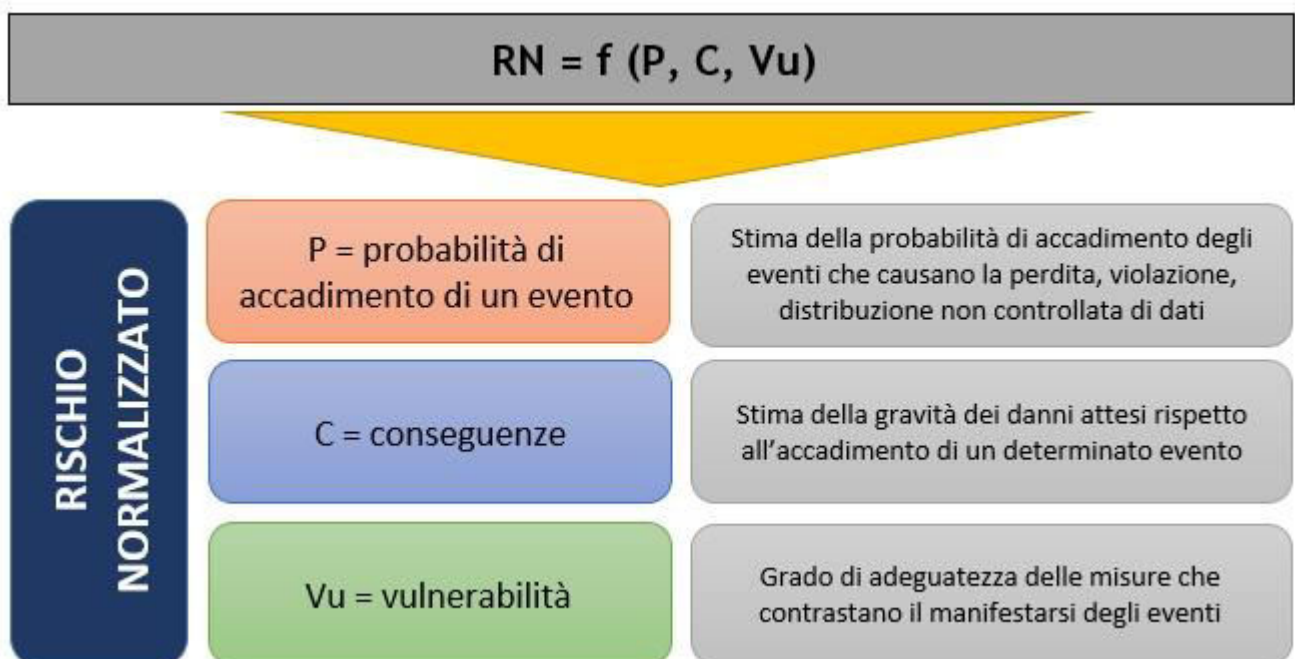 RN = f (P, C, Vu)
RISCHIO
NORMALIZZATO
P = probabilità di
accadimento di un evento
Stima della probabilità di accadimento degli
eventi che causano la perdita, violazione,
distribuzione non controllata di dati
C = conseguenze
Stima della gravità dei danni attesi rispetto
all’accadimento di un determinato evento
Vu = vulnerabilità
Grado di adeguatezza delle misure che
contrastano il manifestarsi degli eventi